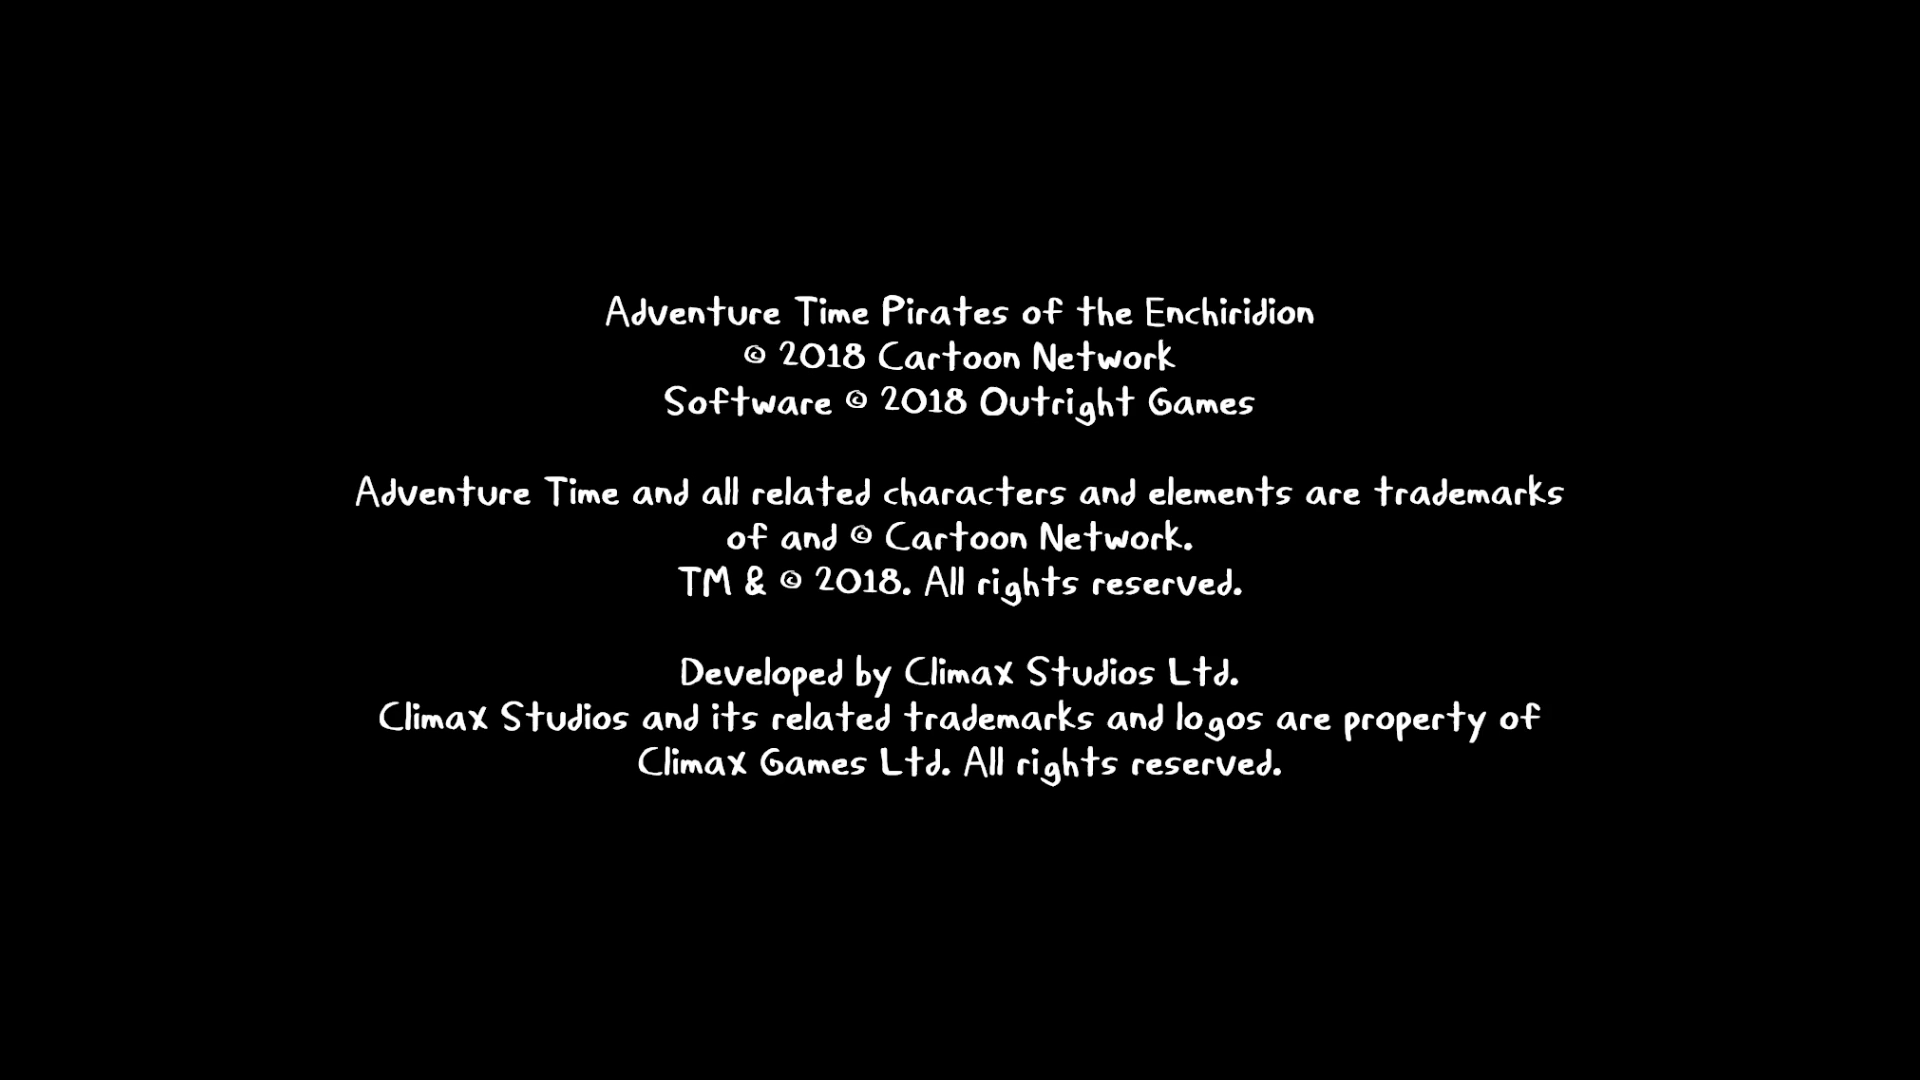 Adventure Time Pirates of the Enchiridion
© 2018 Cartoon Network
Software © 2018 Outright Games
Adventure Time and all related characters and elements are trademarks
of and © Cartoon Network.
TM & © 2018. All rights reserved.
Developed by Climax Studios Ltd.
Climax Studios and its related trademarks and logos are property of
Climax Games Ltd. All rights reserved.